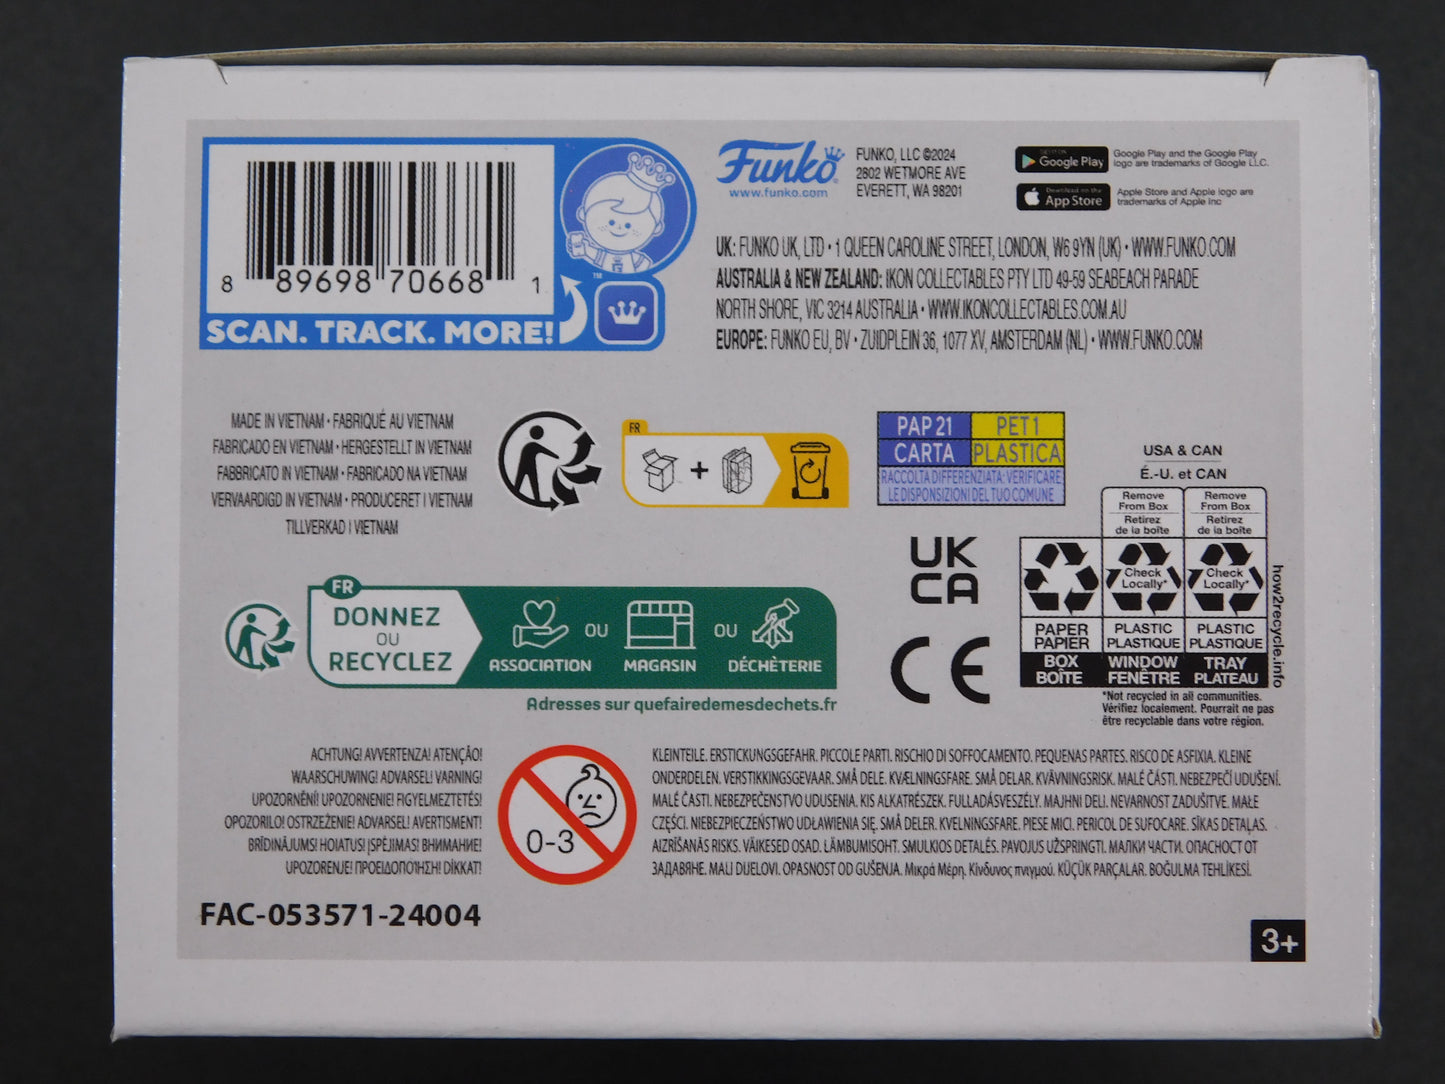 8 89698 70668 1
SCAN. TRACK. MORE!
™
Funko
www.funko.com
FUNKO, LLC ©2024
2802 WETMORE AVE
EVERETT, WA 98201
GET IT ON
Google Play
Google Play and the Google Play
logo are trademarks of Google LLC.
Download on the
App Store
Apple Store and Apple logo are
trademarks of Apple Inc
UK: FUNKO UK, LTD • 1 QUEEN CAROLINE STREET, LONDON, W6 9YN (UK) • WWW.FUNKO.COM
AUSTRALIA & NEW ZEALAND: IKON COLLECTABLES PTY LTD 49-59 SEABEACH PARADE
NORTH SHORE, VIC 3214 AUSTRALIA • WWW.IKONCOLLECTABLES.COM.AU
EUROPE: FUNKO EU, BV • ZUIDPLEIN 36, 1077 XV, AMSTERDAM (NL) • WWW.FUNKO.COM
MADE IN VIETNAM • FABRIQUÉ AU VIETNAM
FABRICADO EN VIETNAM • HERGESTELLT IN VIETNAM
FABBRICATO IN VIETNAM • FABRICADO NA VIETNAM
VERVAARDIGD IN VIETNAM • PRODUCERET I VIETNAM
TILLVERKAD I VIETNAM
FR
+
PAP 21 PET 1
CARTA PLASTICA
RACCOLTA DIFFERENZIATA: VERIFICARE
LE DISPONSIZIONI DEL TUO COMUNE
USA & CAN
É.-U. et CAN
Remove
From Box
Retirez
de la boîte
Remove
From Box
Retirez
de la boîte
Check
Locally*
Check
Locally*
PAPER
PAPIER
PLASTIC
PLASTIQUE
PLASTIC
PLASTIQUE
BOX
BOÎTE
WINDOW
FENÊTRE
TRAY
PLATEAU
how2recycle.info
*Not recycled in all communities.
Vérifiez localement. Pourrait ne pas
être recyclable dans votre région.
UK
CA
CE
FR
DONNEZ
OU
RECYCLEZ
ASSOCIATION
OU
MAGASIN
OU
DÉCHÈTERIE
Adresses sur quefairedemesdechets.fr
ACHTUNG! AVVERTENZA! ATENÇÃO!
WAARSCHUWING! ADVARSEL! VARNING!
UPOZORNĚNÍ! UPOZORNENIE! FIGYELMEZTETÉS!
OPOZORILO! OSTRZEŻENIE! ADVARSEL! AVERTISMENT!
BRĪDINĀJUMS! HOIATUS! ĮSPĖJIMAS! ВНИМАНИЕ!
UPOZORENJE! ΠΡΟΕΙΔΟΠΟΊΗΣΗ! DİKKAT!
0-3
KLEINTEILE. ERSTICKUNGSGEFAHR. PICCOLE PARTI. RISCHIO DI SOFFOCAMENTO. PEQUENAS PARTES. RISCO DE ASFIXIA. KLEINE
ONDERDELEN. VERSTIKKINGSGEVAAR. SMÅ DELE. KVÆLNINGSFARE. SMÅ DELAR. KVÄVNINGSRISK. MALÉ ČÁSTI. NEBEZPEČÍ UDUŠENÍ.
MALÉ ČASTI. NEBEZPEČENSTVO UDUSENIA. KIS ALKATRÉSZEK. FULLADÁSVESZÉLY. MAJHNI DELI. NEVARNOST ZADUŠITVE. MAŁE
CZĘŚCI. NIEBEZPIECZEŃSTWO UDŁAWIENIA SIĘ. SMÅ DELER. KVELNINGSFARE. PIESE MICI. PERICOL DE SUFOCARE. SĪKAS DETAĻAS.
AIZRĪŠANĀS RISKS. VÄIKESED OSAD. LÄMBUMISOHT. SMULKIOS DETALĖS. PAVOJUS UŽSPRINGTI. МАЛКИ ЧАСТИ. ОПАСНОСТ ОТ
ЗАДАВЯНЕ. MALI DIJELOVI. OPASNOST OD GUŠENJA. Μικρά Μέρη. Κίνδυνος πνιγμού. KÜÇÜK PARÇALAR. BOĞULMA TEHLİKESİ.
FAC-053571-24004
3+